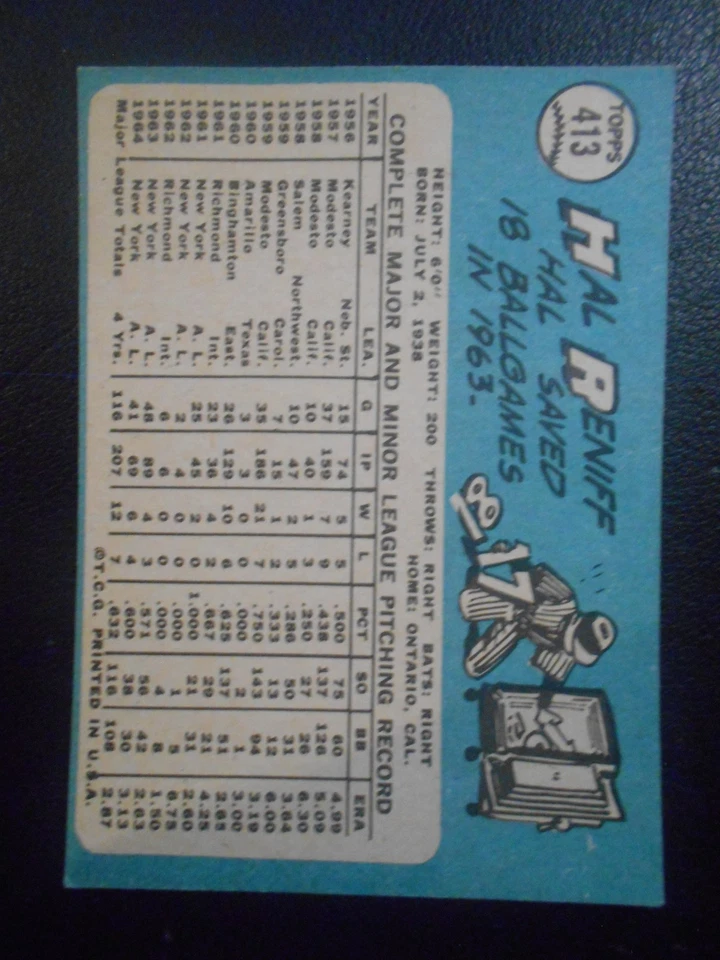 TOPPS
413
HAL RENIFF
HAL SAVED
18 BALLGAMES
IN 1963.
18
17
HEIGHT: 6'0" WEIGHT: 200 THROWS: RIGHT BATS: RIGHT
BORN: JULY 2, 1938 HOME: ONTARIO, CAL.
COMPLETE MAJOR AND MINOR LEAGUE PITCHING RECORD
YEAR TEAM LEA. G IP W L PCT SO BB ERA
1956 Kearney Neb. St. 15 74 5 5 .500 75 60 4.99
1957 Modesto Calif. 37 159 7 9 .438 137 126 5.09
1958 Modesto Calif. 10 40 1 3 .250 27 26 6.30
1958 Salem Northwest. 10 47 2 5 .286 50 31 3.64
1959 Greensboro Carol. 7 15 1 2 .333 13 12 6.00
1959 Modesto Calif. 35 186 21 7 .750 143 94 3.19
1960 Amarillo Texas 3 3 0 0 .000 2 1 3.00
1960 Binghamton East. 26 129 10 6 .625 137 51 2.65
1961 Richmond Int. 23 36 4 2 .667 29 21 4.25
1961 New York A. L. 25 45 2 0 1.000 21 31 2.60
1962 New York A. L. 2 4 0 0 .000 1 5 6.75
1962 Richmond Int. 6 6 0 0 .000 4 8 1.50
1963 New York A. L. 48 89 4 3 .571 56 42 2.63
1964 New York A. L. 41 69 6 4 .600 38 30 3.13
Major League Totals 4 Yrs. 116 207 12 7 .632 116 108 2.87
©T.C.G. PRINTED IN U.S.A.